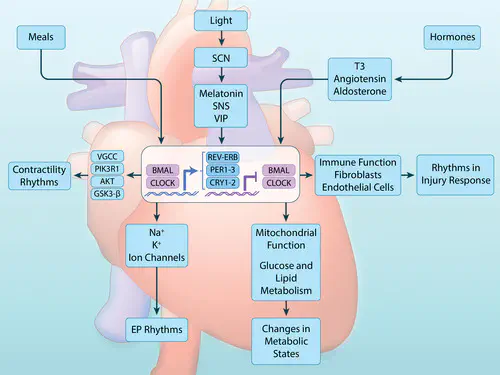 Light
Meals
Hormones
SCN
T3
Angiotensin
Aldosterone
Melatonin
SNS
VIP
VGCC
PIK3R1
AKT
GSK3-β
Contractility
Rhythms
BMAL
CLOCK
REV-ERB
PER1-3
CRY1-2
BMAL
CLOCK
Immune Function
Fibroblasts
Endothelial Cells
Rhythms in
Injury Response
Na⁺
K⁺
Ion Channels
Mitochondrial
Function
Glucose and
Lipid
Metabolism
EP Rhythms
Changes in
Metabolic
States